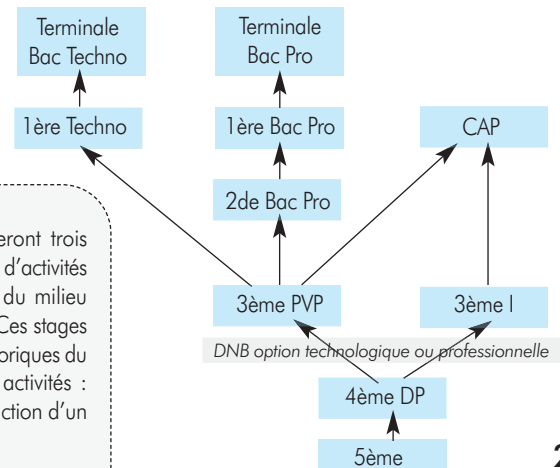 Terminale
Bac Techno
Terminale
Bac Pro
1ère Techno
1ère Bac Pro
CAP
2de Bac Pro
3ème PVP
3ème I
DNB option technologique ou professionnelle
4ème DP
5ème
eront trois
d'activités
du milieu
Ces stages
oriques du
activités :
ction d'un
2